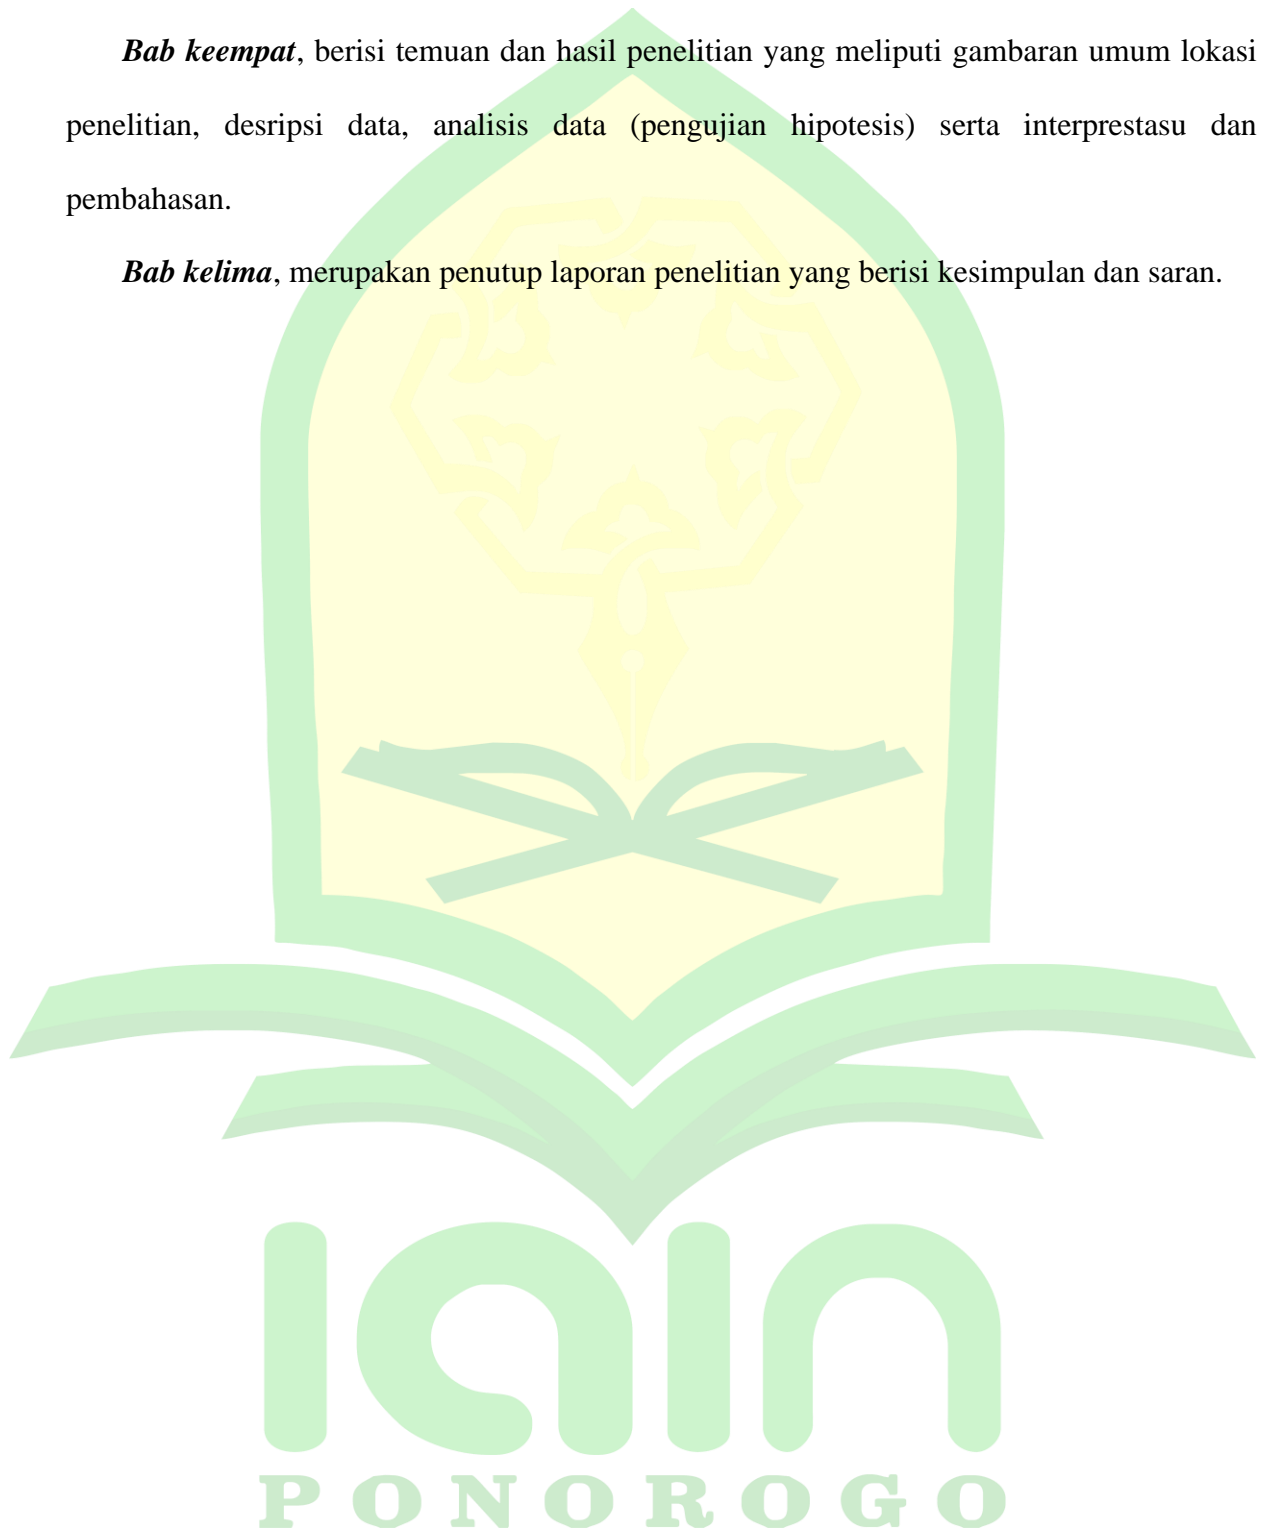 Bab keempat, berisi temuan dan hasil penelitian yang meliputi gambaran umum lokasi
penelitian, desripsi data, analisis data (pengujian hipotesis) serta interprestasu dan
pembahasan.
Bab kelima, merupakan penutup laporan penelitian yang berisi kesimpulan dan saran.
iain
PONOROGO